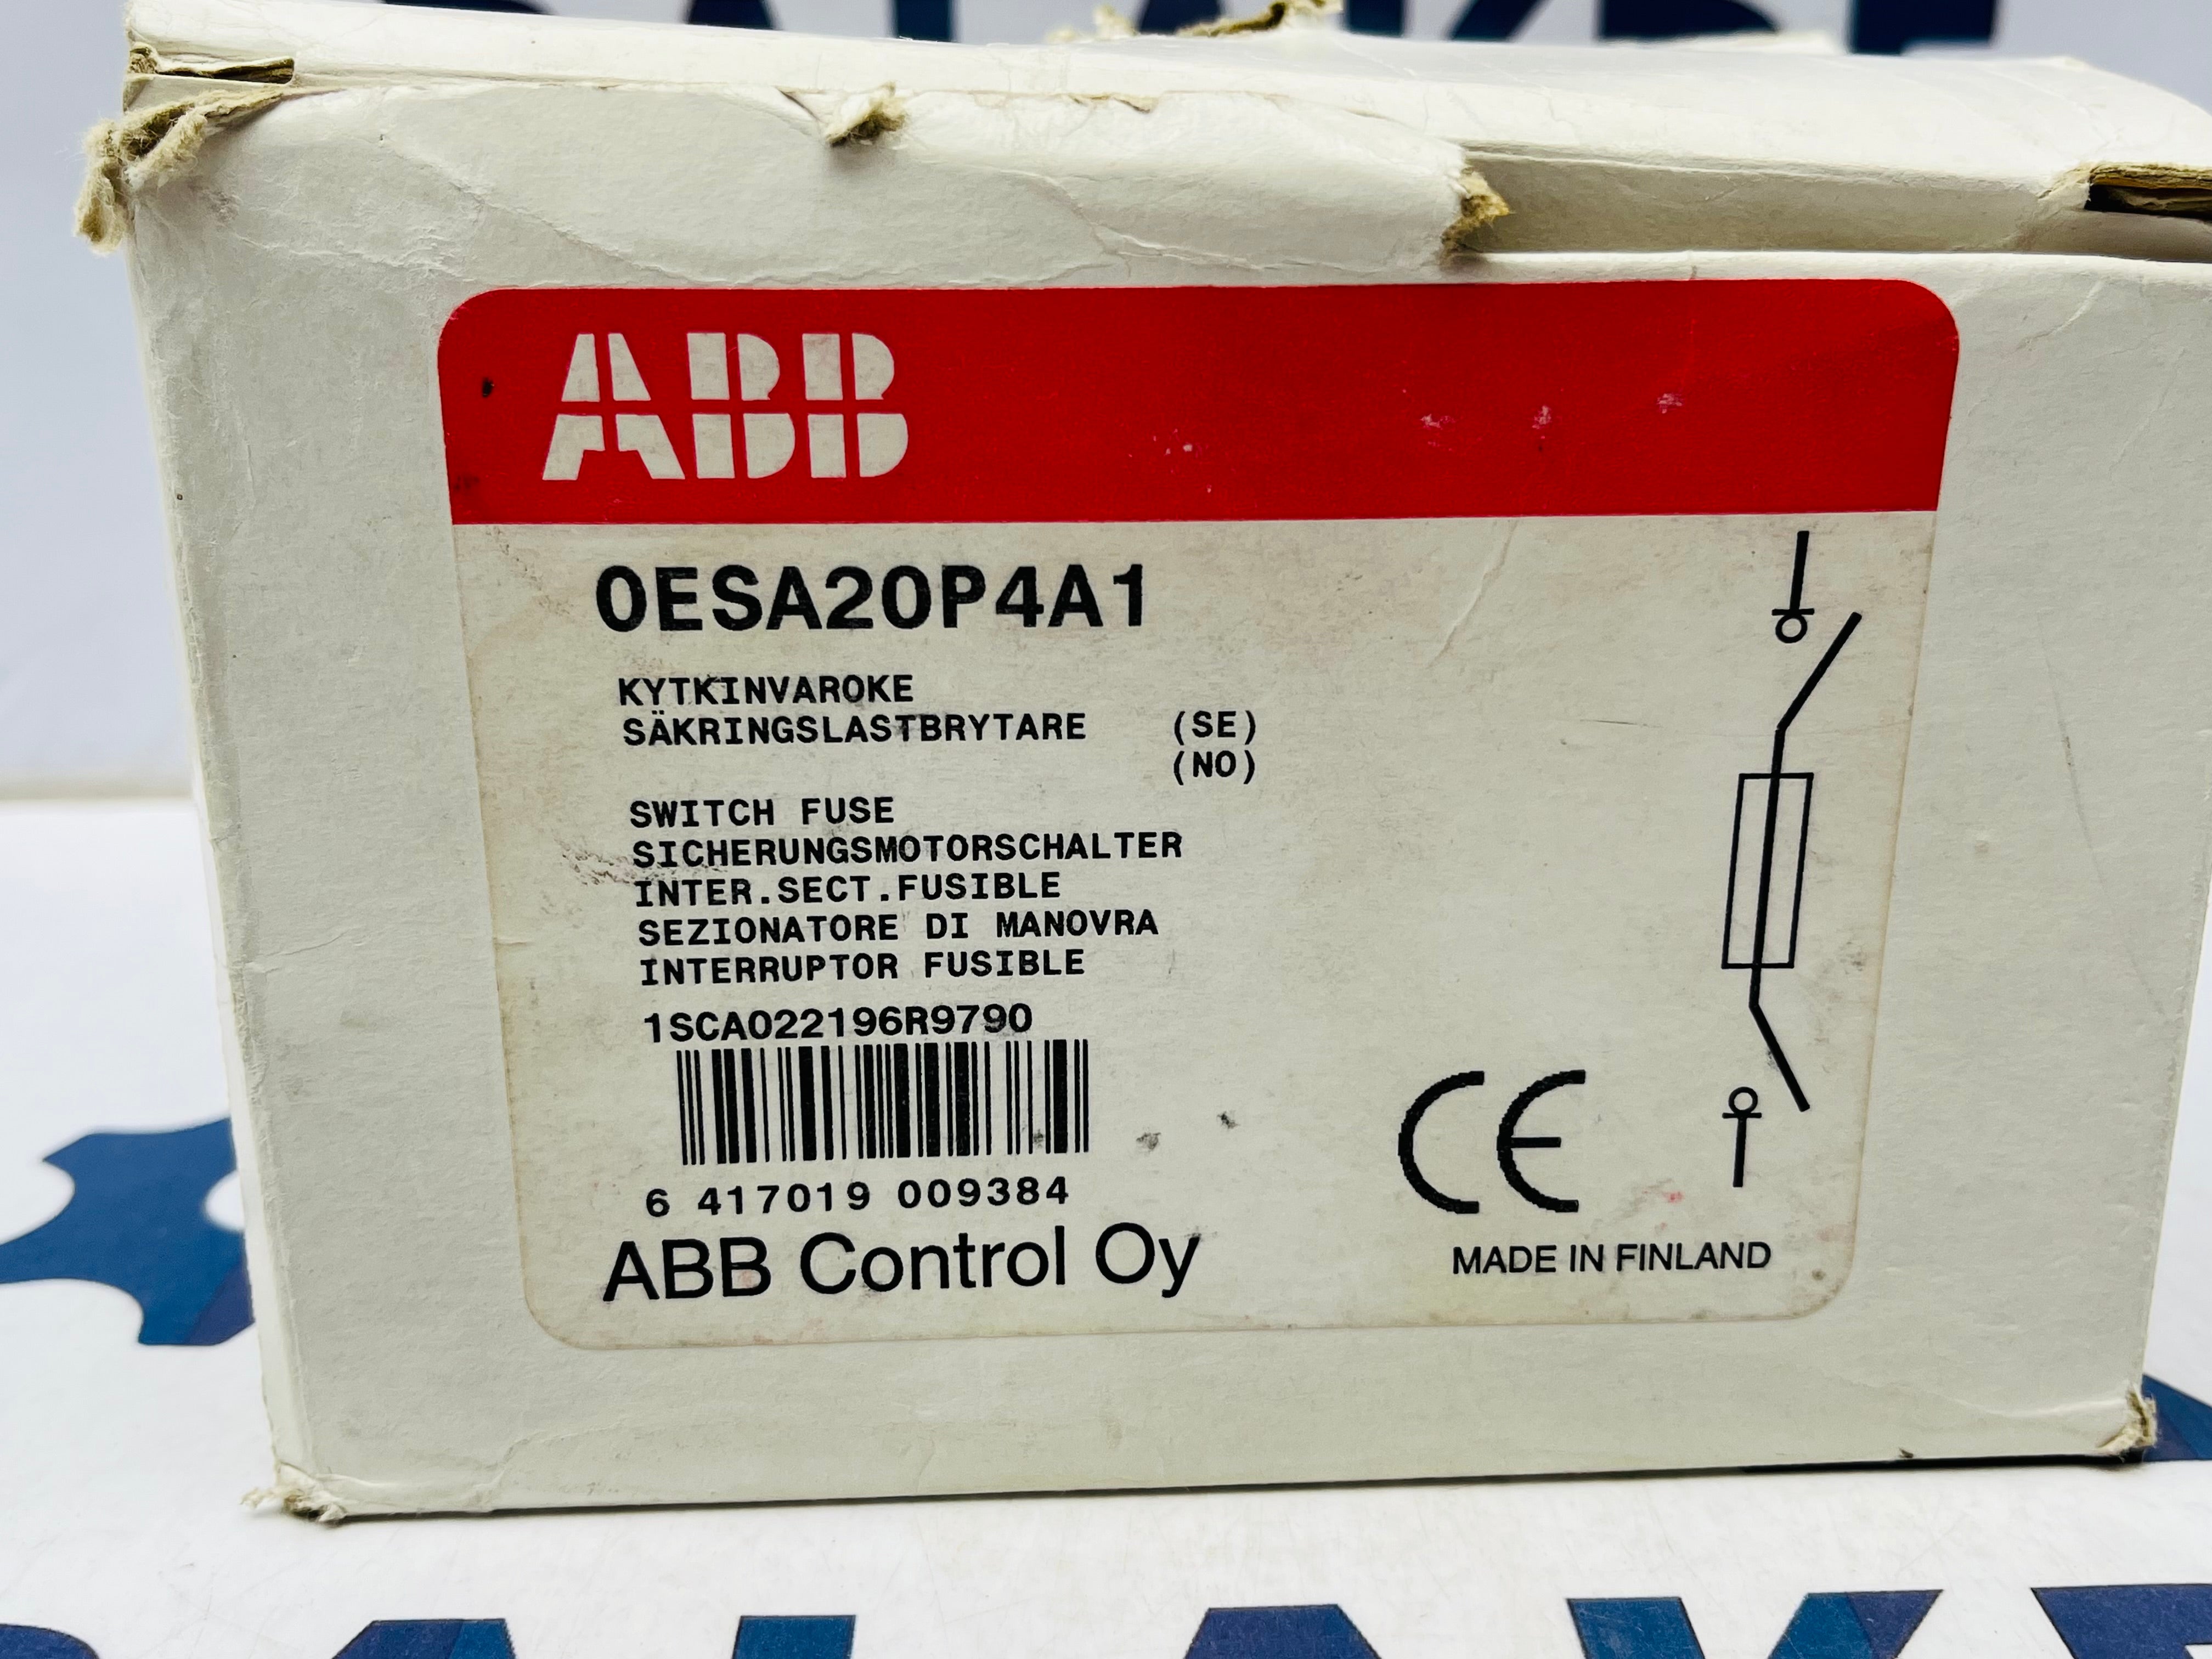 ABB
0ESA20P4A1
KYTKINVAROKE
SÄKRINGSLASTBRYTARE (SE)
(NO)
SWITCH FUSE
SICHERUNGSMOTORSCHALTER
INTER.SECT.FUSIBLE
SEZIONATORE DI MANOVRA
INTERRUPTOR FUSIBLE
1SCA022196R9790
6 417019 009384
ABB Control Oy
CE
MADE IN FINLAND